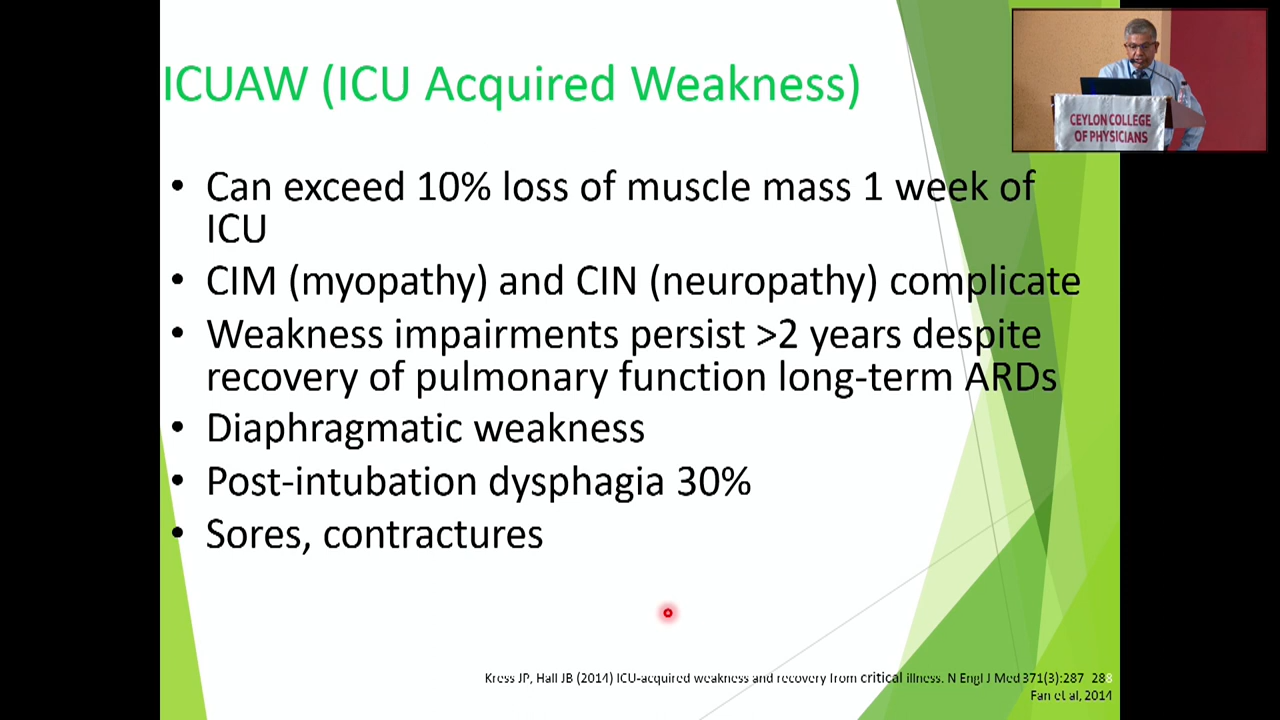 ICUAW (ICU Acquired Weakness)
CEYLON COLLEGE
OF PHYSICIANS
• Can exceed 10% loss of muscle mass 1 week of
ICU
• CIM (myopathy) and CIN (neuropathy) complicate
• Weakness impairments persist >2 years despite
recovery of pulmonary function long-term ARDs
• Diaphragmatic weakness
• Post-intubation dysphagia 30%
• Sores, contractures
Kress JP, Hall JB (2014) ICU-acquired weakness and recovery from critical illness. N Engl J Med 371(3):287 288
Fan et al, 2014